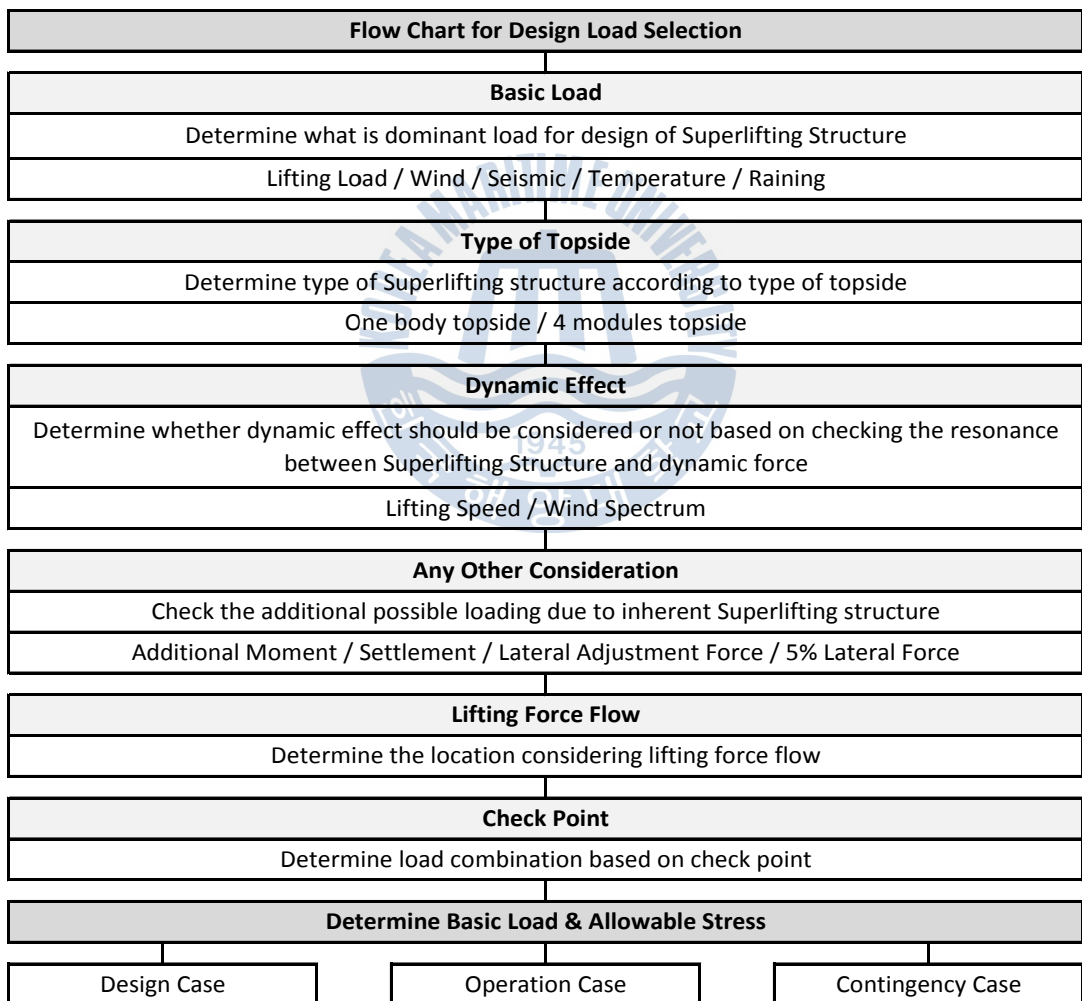 Flow Chart for Design Load Selection
Basic Load
Determine what is dominant load for design of Superlifting Structure
Lifting Load / Wind / Seismic / Temperature / Raining
Type of Topside
Determine type of Superlifting structure according to type of topside
One body topside / 4 modules topside
Dynamic Effect
Determine whether dynamic effect should be considered or not based on checking the resonance
between Superlifting Structure and dynamic force
Lifting Speed / Wind Spectrum
Any Other Consideration
Check the additional possible loading due to inherent Superlifting structure
Additional Moment / Settlement / Lateral Adjustment Force / 5% Lateral Force
Lifting Force Flow
Determine the location considering lifting force flow
Check Point
Determine load combination based on check point
Determine Basic Load & Allowable Stress
Design Case
Operation Case
Contingency Case
KOREA MARITIME UNIVERSITY
1945